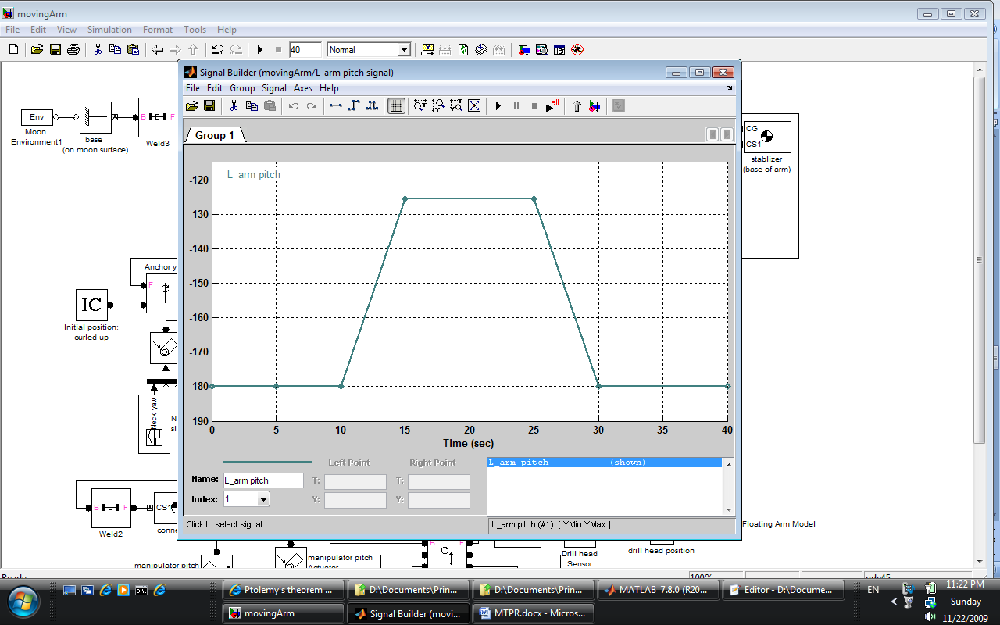 movingArm
File Edit View Simulation Format Tools Help
40 Normal
Signal Builder (movingArm/L_arm pitch signal)
File Edit Group Signal Axes Help
all
Group 1
L_arm pitch
-120
-130
-140
-150
-160
-170
-180
-190
0 5 10 15 20 25 30 35 40
Time (sec)
Left Point Right Point
Name: L_arm pitch T: T:
Index: 1 Y: Y:
L_arm pitch (shown)
Click to select signal
L_arm pitch (#1) [ YMin YMax ]
Env
Moon
Environment1
base
(on moon surface)
B F
Weld3
CG
CS1
stablizer
(base of arm)
Anchor y
F
IC
Initial position:
curled up
Neck yaw
N
si
B F
Weld2
CS1
conne
manipulator pitch
manipulator pitch
Actuator
B F
Drill head
Sensor
drill head position
Floating Arm Model
Ready
100%
ode45
Ptolemy's theorem ...
D:\Documents\Prin...
D:\Documents\Prin...
MATLAB 7.8.0 (R20...
Editor - D:\Docume...
movingArm
Signal Builder (movi...
MTPR.docx - Micros...
EN
11:22 PM
Sunday
11/22/2009